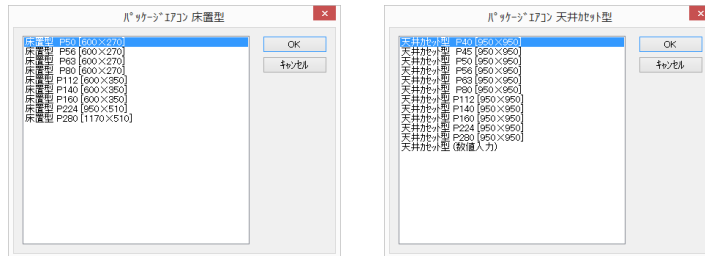 パッケージエアコン 床置型
床置型 P50 [600×270]
床置型 P56 [600×270]
床置型 P63 [600×270]
床置型 P80 [600×270]
床置型 P112 [600×350]
床置型 P140 [600×350]
床置型 P160 [600×350]
床置型 P224 [950×510]
床置型 P280 [1170×510]
OK
キャンセル
パッケージエアコン 天井カセット型
天井カセット型 P40 [950×950]
天井カセット型 P45 [950×950]
天井カセット型 P50 [950×950]
天井カセット型 P56 [950×950]
天井カセット型 P63 [950×950]
天井カセット型 P80 [950×950]
天井カセット型 P112 [950×950]
天井カセット型 P140 [950×950]
天井カセット型 P160 [950×950]
天井カセット型 P224 [950×950]
天井カセット型 P280 [950×950]
天井カセット型 (数値入力)
OK
キャンセル